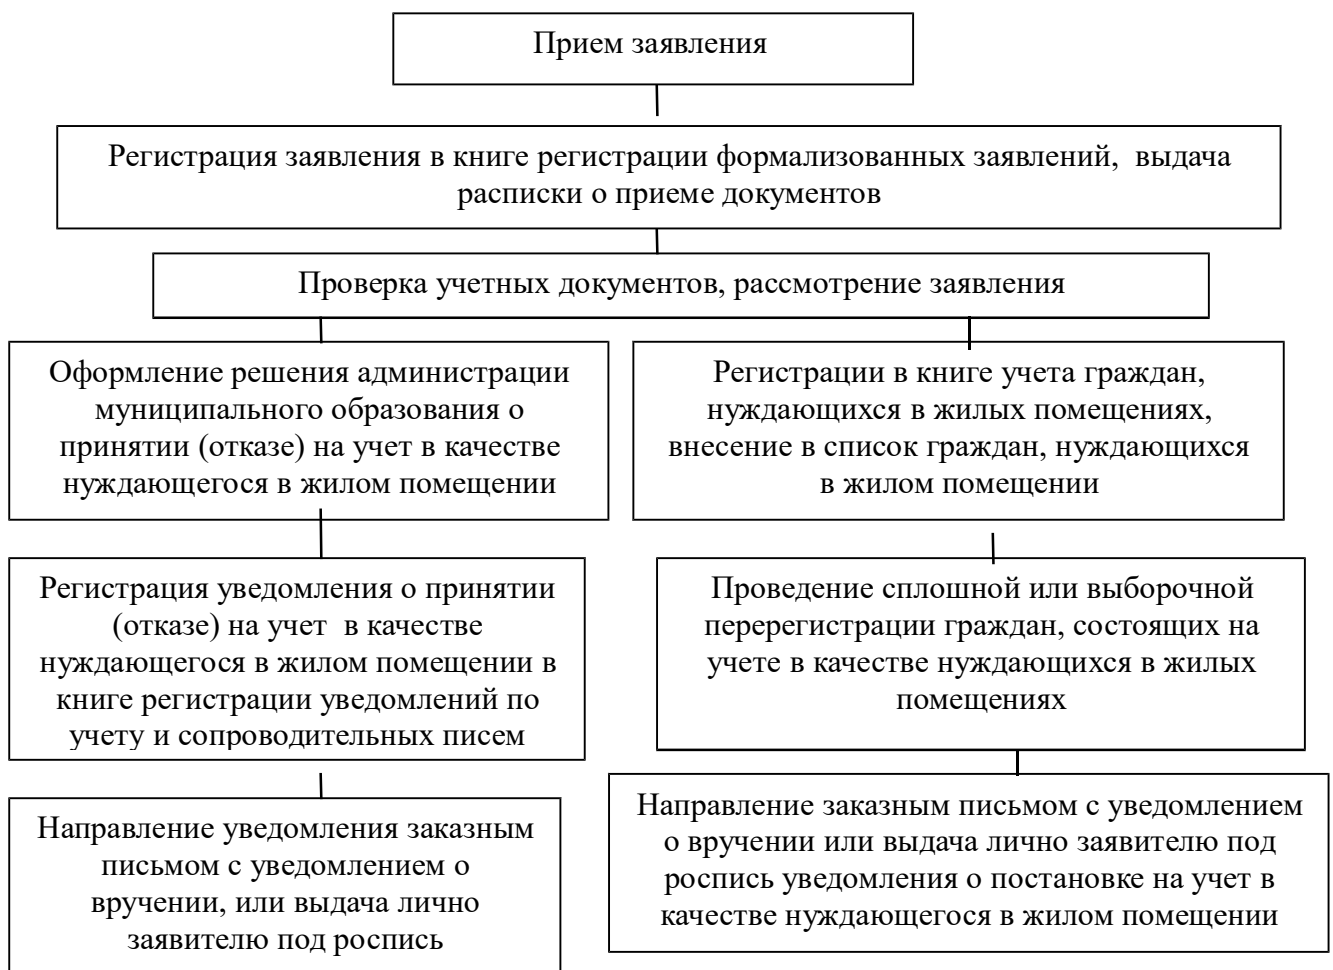 Прием заявления
Регистрация заявления в книге регистрации формализованных заявлений,  выдача
расписки о приеме документов
Проверка учетных документов, рассмотрение заявления
Оформление решения администрации
муниципального образования о
принятии (отказе) на учет в качестве
нуждающегося в жилом помещении
Регистрации в книге учета граждан,
нуждающихся в жилых помещениях,
внесение в список граждан, нуждающихся
в жилом помещении
Регистрация уведомления о принятии
(отказе) на учет  в качестве
нуждающегося в жилом помещении в
книге регистрации уведомлений по
учету и сопроводительных писем
Проведение сплошной или выборочной
перерегистрации граждан, состоящих на
учете в качестве нуждающихся в жилых
помещениях
Направление уведомления заказным
письмом с уведомлением о
вручении, или выдача лично
заявителю под роспись
Направление заказным письмом с уведомлением
о вручении или выдача лично заявителю под
роспись уведомления о постановке на учет в
качестве нуждающегося в жилом помещении